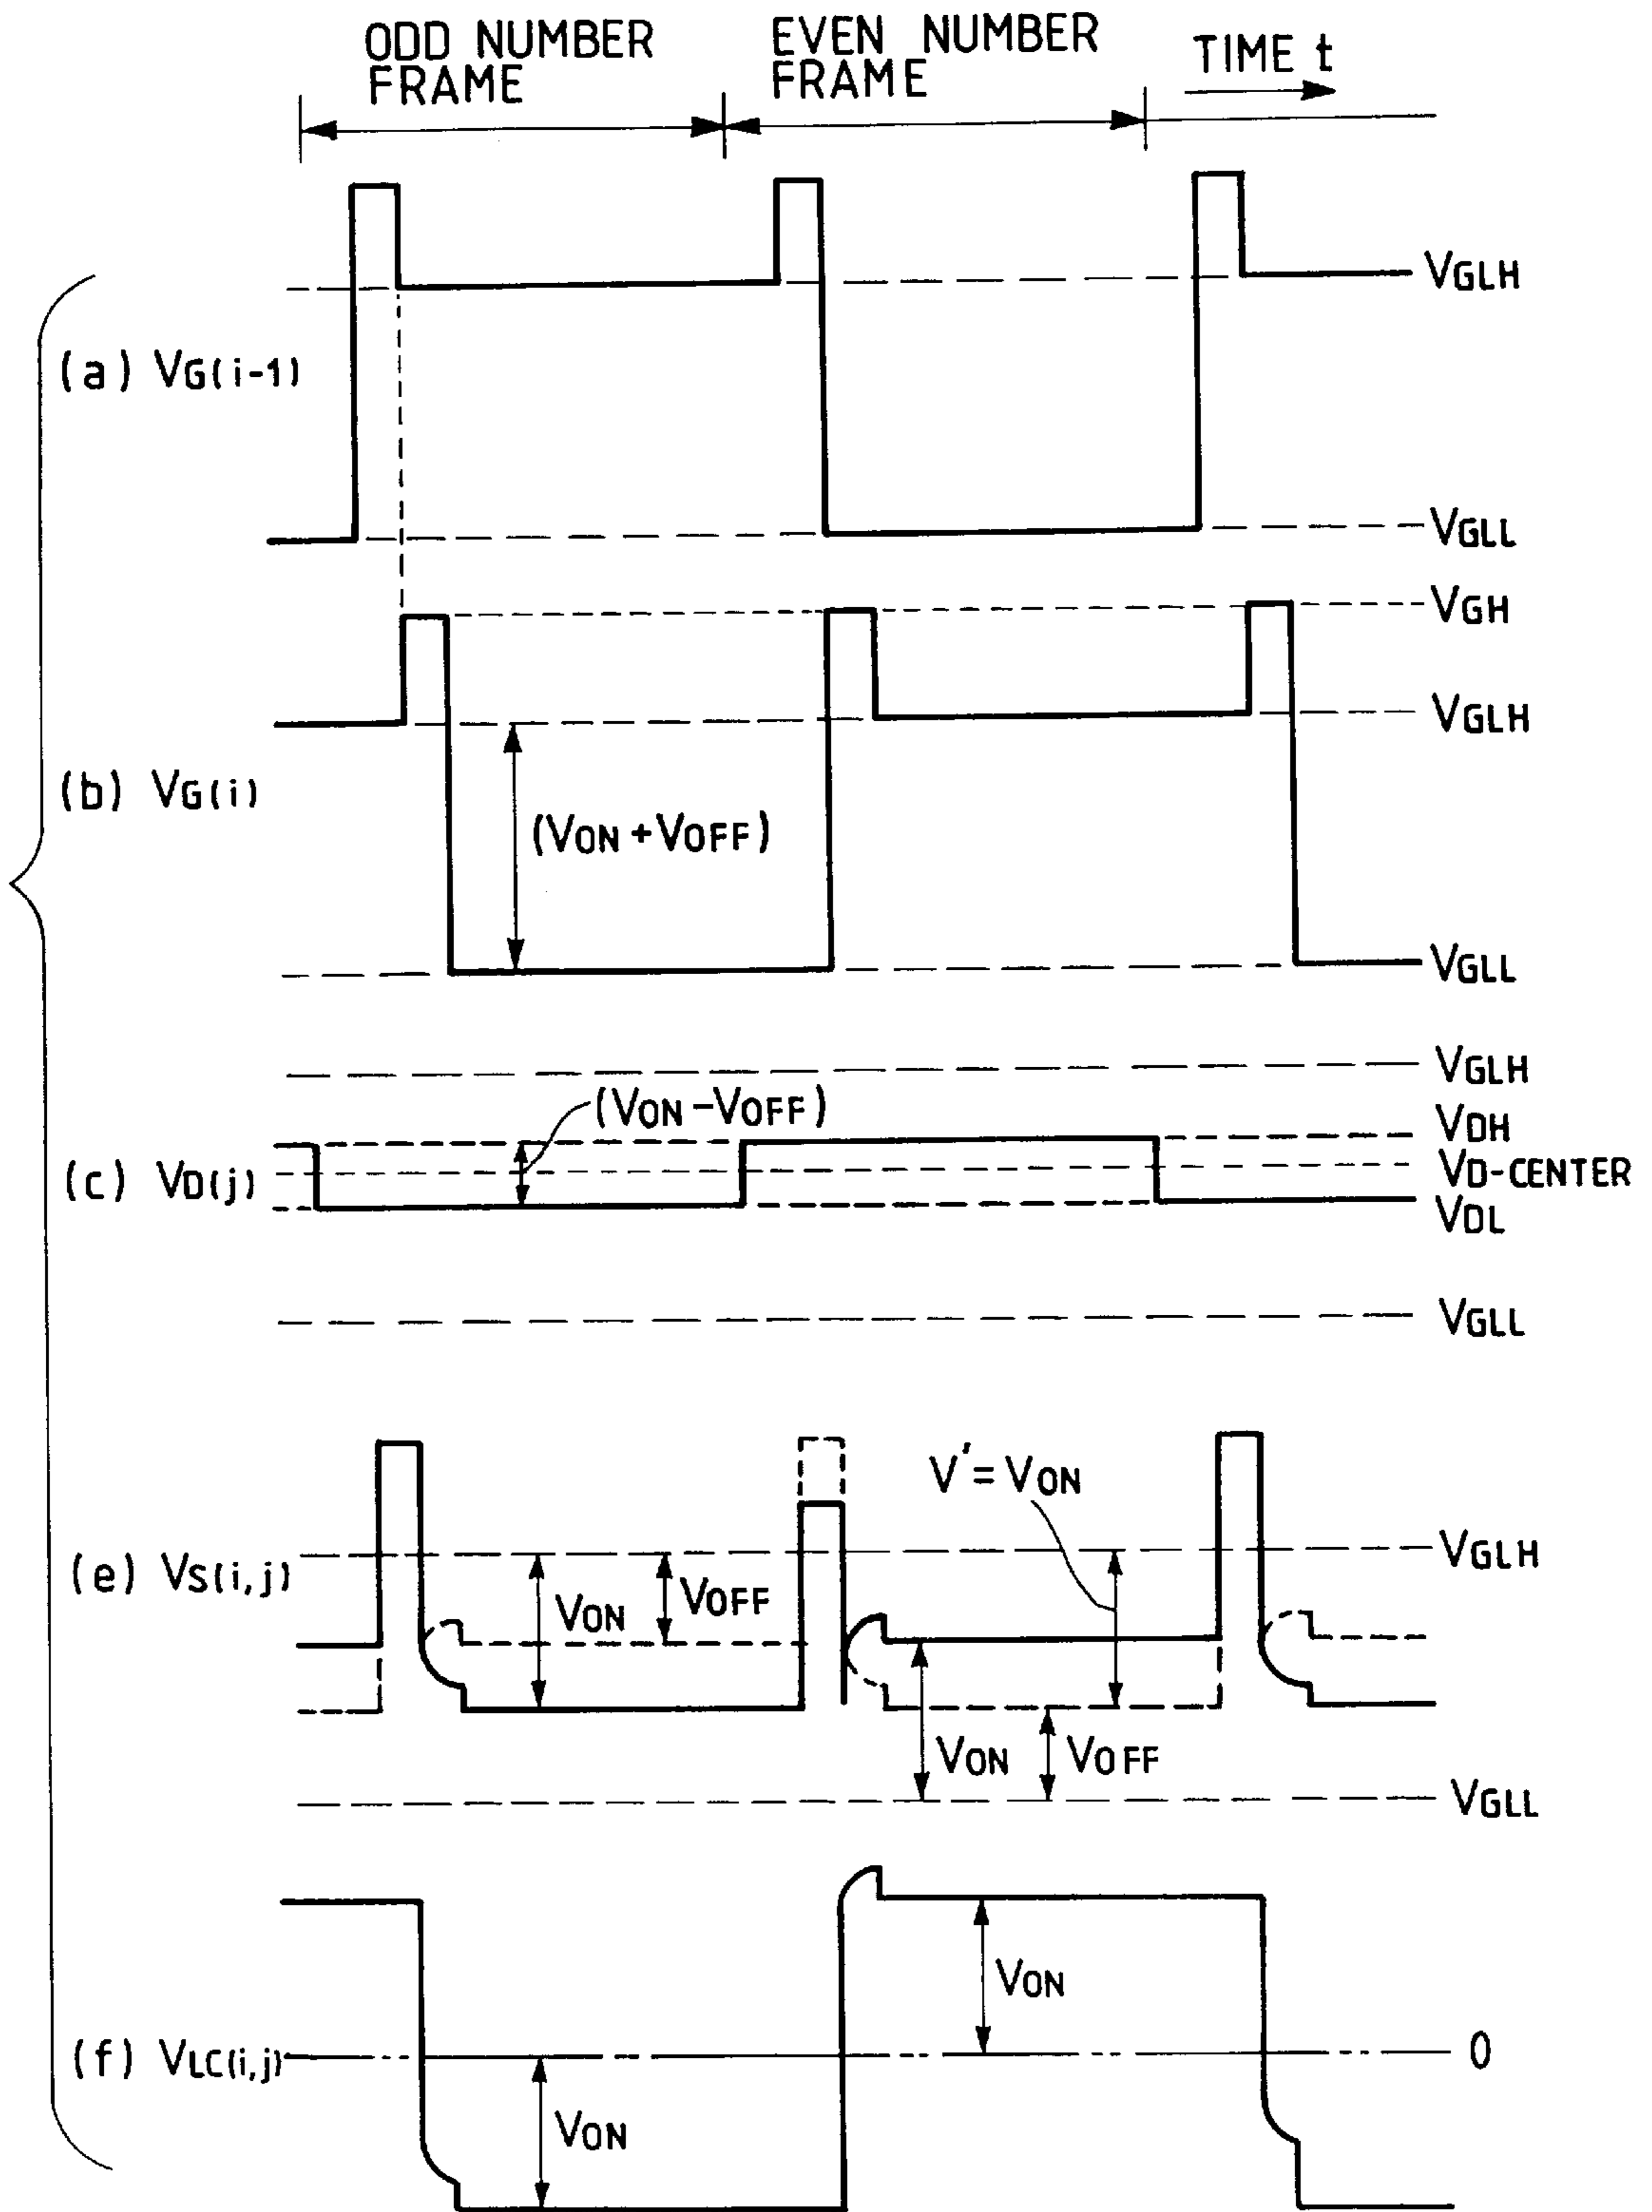 ODD NUMBER FRAME
EVEN NUMBER FRAME
TIME t
VGLH
(a) VG(i-1)
VGLL
VGH
VGLH
(b) VG(i)
(VON+VOFF)
VGLL
VGLH
(VON-VOFF)
VDH
(c) VD(j)
VD-CENTER
VDL
VGLL
V'=VON
VGLH
(e) VS(i,j)
VON
VOFF
VON
VOFF
VGLL
VON
(f) VLC(i,j)
0
VON